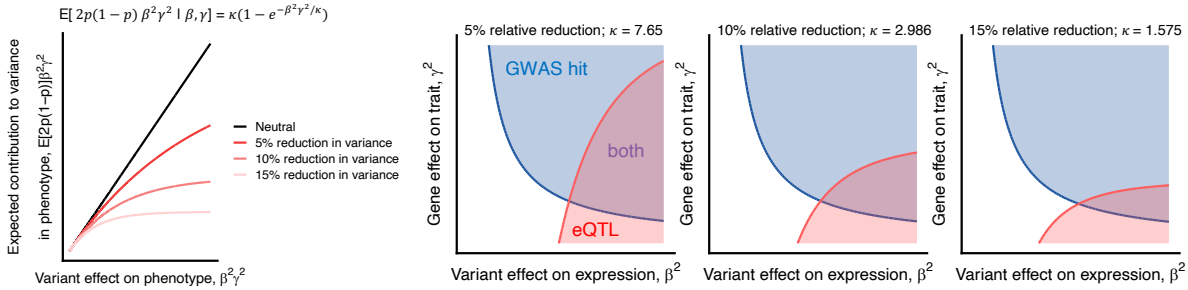 E[ 2p(1 − p) β²γ² ∣ β, γ] = κ(1 − e^{−β²γ²/κ})
Expected contribution to variance
in phenotype, E[2p(1−p)]β²γ²
Neutral
5% reduction in variance
10% reduction in variance
15% reduction in variance
Variant effect on phenotype, β²γ²
5% relative reduction; κ = 7.65
Gene effect on trait, γ²
GWAS hit
both
eQTL
Variant effect on expression, β²
10% relative reduction; κ = 2.986
Gene effect on trait, γ²
Variant effect on expression, β²
15% relative reduction; κ = 1.575
Gene effect on trait, γ²
Variant effect on expression, β²